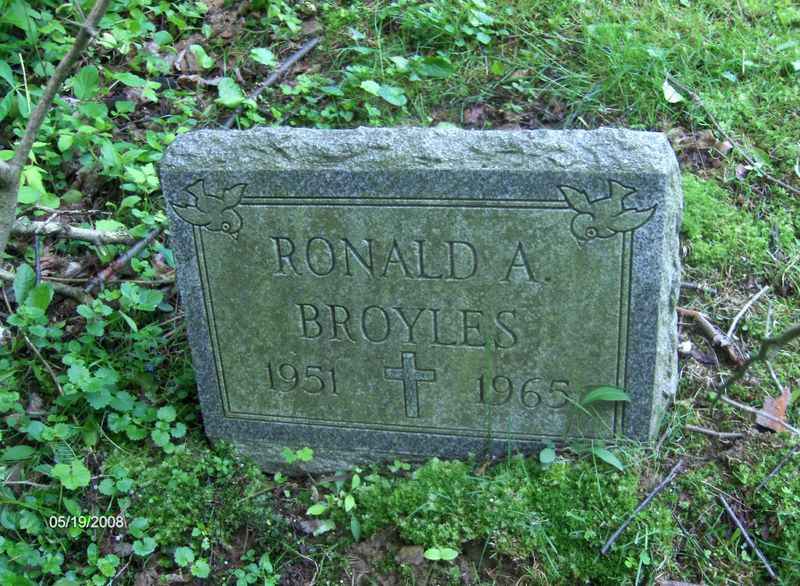 RONALD A.
BROYLES
1951 1965
05/19/2008